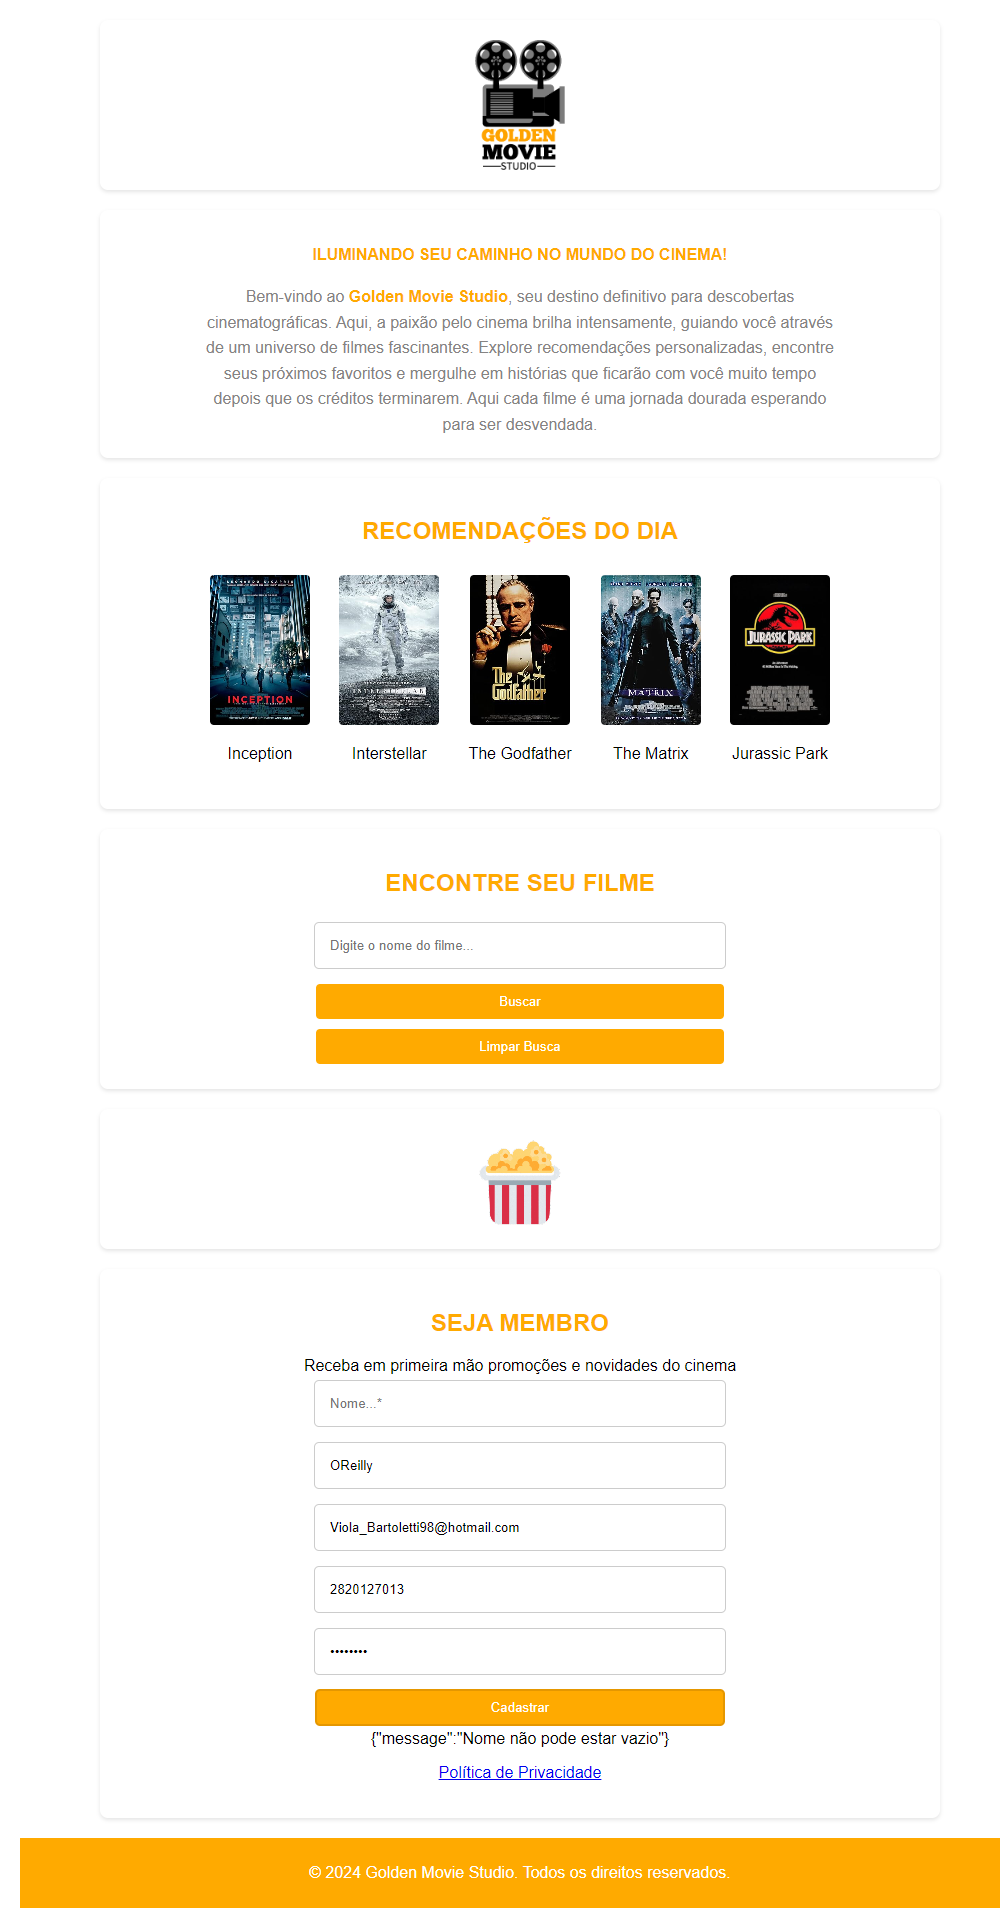 GOLDEN
MOVIE
STUDIO
ILUMINANDO SEU CAMINHO NO MUNDO DO CINEMA!
Bem-vindo ao Golden Movie Studio, seu destino definitivo para descobertas
cinematográficas. Aqui, a paixão pelo cinema brilha intensamente, guiando você através
de um universo de filmes fascinantes. Explore recomendações personalizadas, encontre
seus próximos favoritos e mergulhe em histórias que ficarão com você muito tempo
depois que os créditos terminarem. Aqui cada filme é uma jornada dourada esperando
para ser desvendada.
RECOMENDAÇÕES DO DIA
INCEPTION
INTERSTELLAR
The
Godfather
MATRIX
JURASSIC PARK
Inception
Interstellar
The Godfather
The Matrix
Jurassic Park
ENCONTRE SEU FILME
Digite o nome do filme...
Buscar
Limpar Busca
SEJA MEMBRO
Receba em primeira mão promoções e novidades do cinema
Nome...*
OReilly
Viola_Bartoletti98@hotmail.com
2820127013
••••••••
Cadastrar
{"message":"Nome não pode estar vazio"}
Política de Privacidade
© 2024 Golden Movie Studio. Todos os direitos reservados.